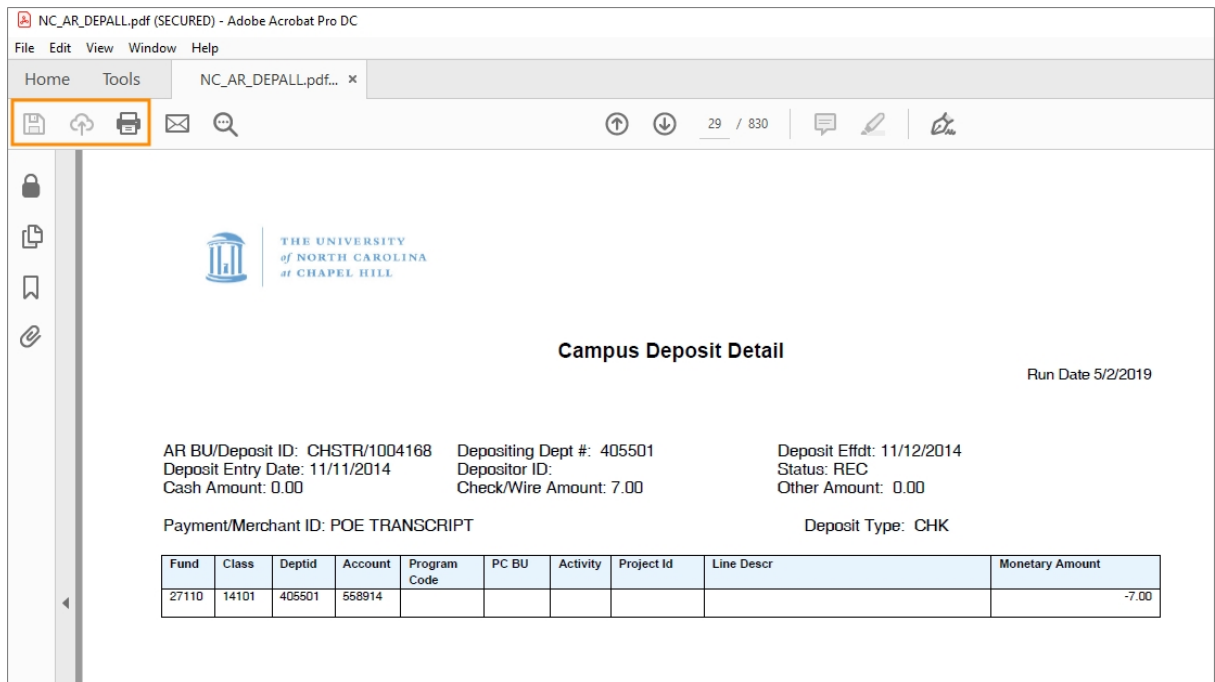 NC_AR_DEPALL.pdf (SECURED) - Adobe Acrobat Pro DC
File Edit View Window Help
Home Tools NC_AR_DEPALL.pdf... ×
29 / 830
THE UNIVERSITY
of NORTH CAROLINA
at CHAPEL HILL
Campus Deposit Detail
Run Date 5/2/2019
AR BU/Deposit ID: CHSTR/1004168 Depositing Dept #: 405501 Deposit Effdt: 11/12/2014
Deposit Entry Date: 11/11/2014 Depositor ID: Status: REC
Cash Amount: 0.00 Check/Wire Amount: 7.00 Other Amount: 0.00
Payment/Merchant ID: POE TRANSCRIPT Deposit Type: CHK
Fund Class Deptid Account Program PC BU Activity Project Id Line Descr Monetary Amount
Code
27110 14101 405501 558914 -7.00